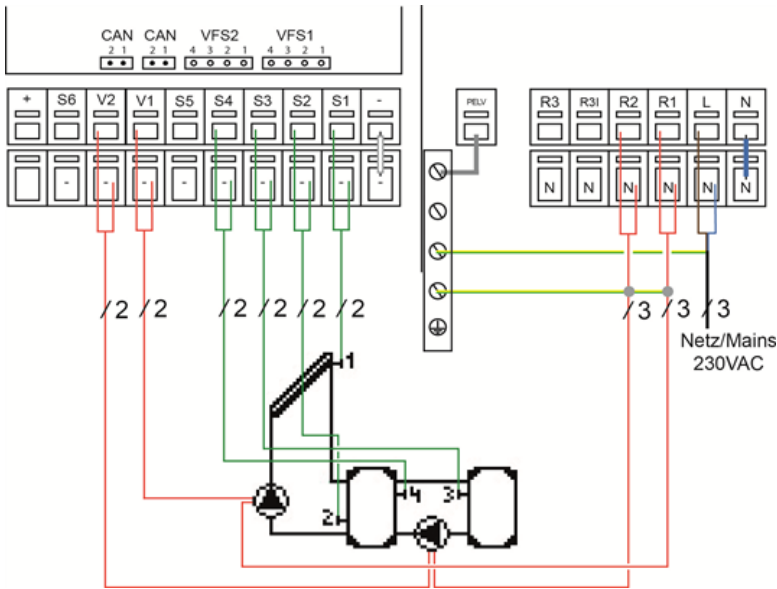 CAN CAN VFS2 VFS1
2 1 2 1 4 3 2 1 4 3 2 1
+ S6 V2 V1 S5 S4 S3 S2 S1 -
- - - - - - - - -
PELV
R3 R3I R2 R1 L N
N N N N N N
2 2 2 2 2 2
3 3 3
Netz/Mains
230VAC
1
4 3
2